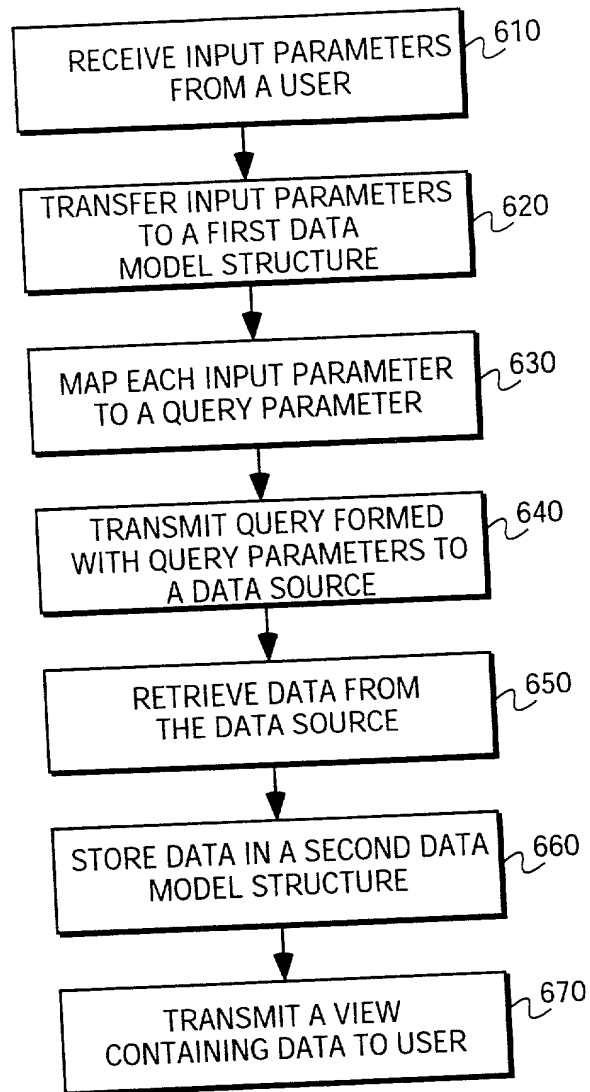 RECEIVE INPUT PARAMETERS
FROM A USER
610
TRANSFER INPUT PARAMETERS
TO A FIRST DATA
MODEL STRUCTURE
620
MAP EACH INPUT PARAMETER
TO A QUERY PARAMETER
630
TRANSMIT QUERY FORMED
WITH QUERY PARAMETERS TO
A DATA SOURCE
640
RETRIEVE DATA FROM
THE DATA SOURCE
650
STORE DATA IN A SECOND DATA
MODEL STRUCTURE
660
TRANSMIT A VIEW
CONTAINING DATA TO USER
670